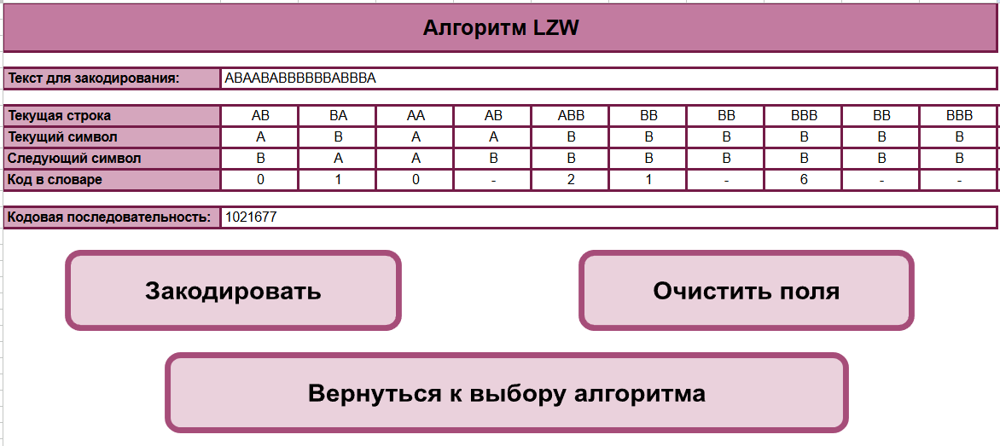 Алгоритм LZW
Текст для закодирования: ABAABABBBBBBABBBA
Текущая строка AB BA AA AB ABB BB BB BBB BB BBB
Текущий символ A B A A B B B B B B
Следующий символ B A A B B B B B B B
Код в словаре 0 1 0 - 2 1 - 6 - -
Кодовая последовательность: 1021677
Закодировать
Очистить поля
Вернуться к выбору алгоритма